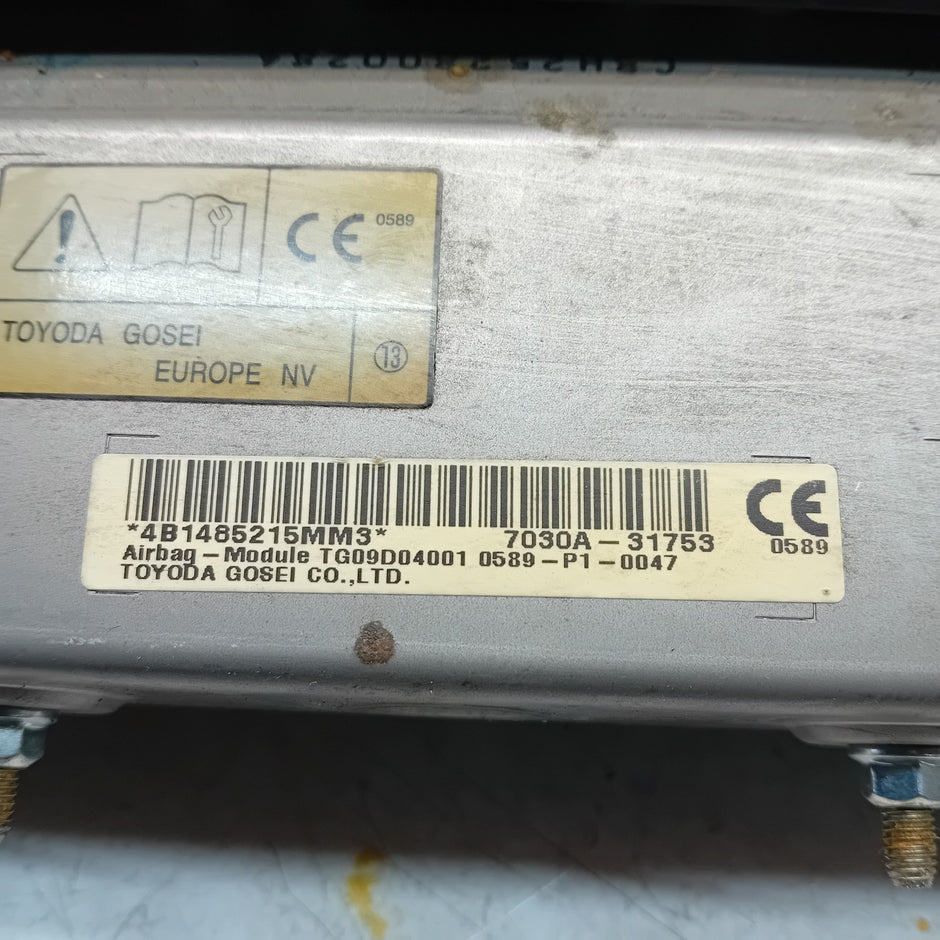 CE 0589
TOYODA GOSEI
EUROPE NV
13
*4B1485215MM3* 7030A-31753
Airbag-Module TG09D04001 0589-P1-0047
TOYODA GOSEI CO.,LTD.
CE
0589